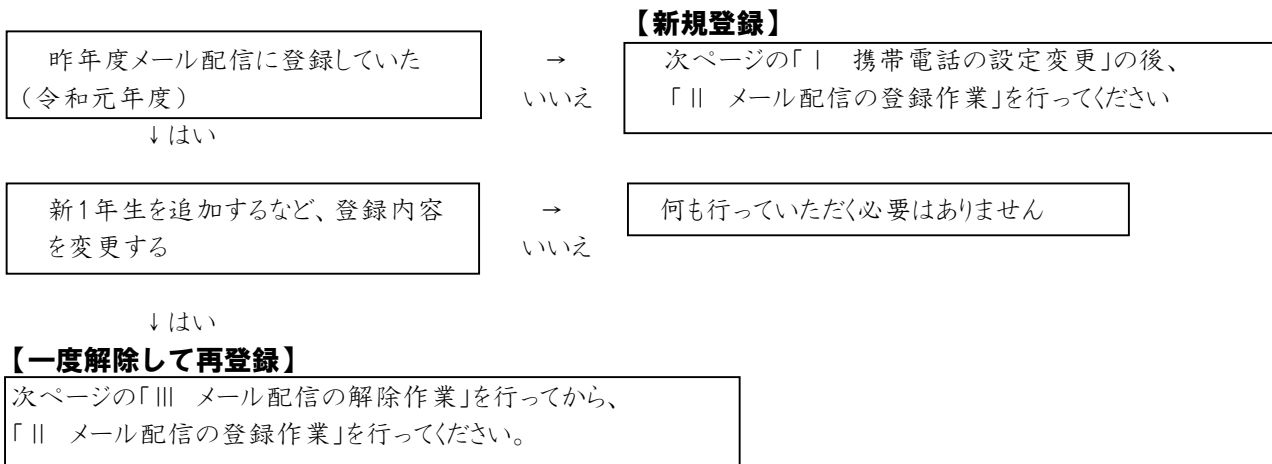 【新規登録】
昨年度メール配信に登録していた
(令和元年度)
→
いいえ
次ページの「Ⅰ 携帯電話の設定変更」の後、
「Ⅱ メール配信の登録作業」を行ってください
↓はい
新1年生を追加するなど、登録内容
を変更する
→
いいえ
何も行っていただく必要はありません
↓はい
【一度解除して再登録】
次ページの「Ⅲ メール配信の解除作業」を行ってから、
「Ⅱ メール配信の登録作業」を行ってください。